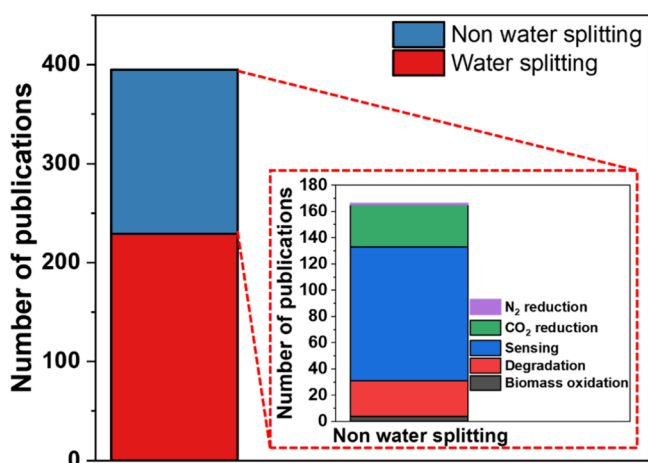 Non water splitting
Water splitting
Number of publications
400
300
200
100
0
Number of publications
180
160
140
120
100
80
60
40
20
0
N₂ reduction
CO₂ reduction
Sensing
Degradation
Biomass oxidation
Non water splitting